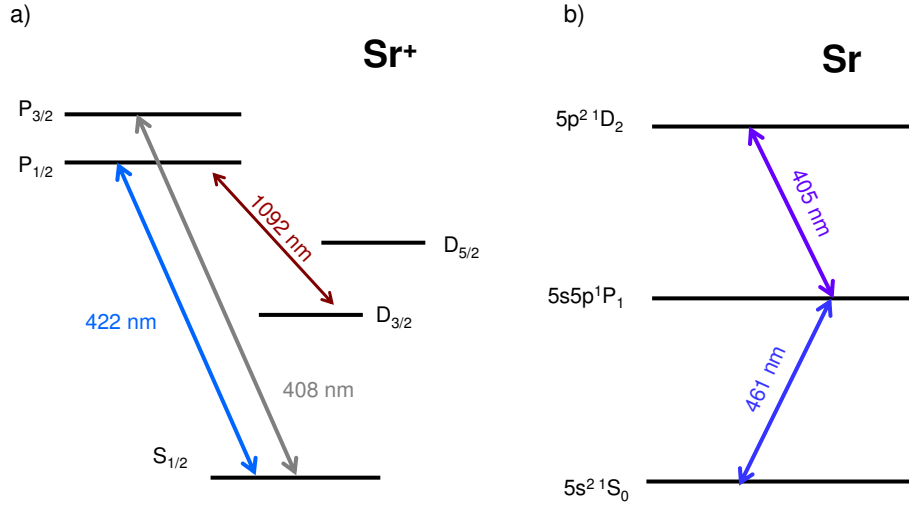 a)
Sr⁺
P₃/₂
P₁/₂
1092 nm
D₅/₂
D₃/₂
422 nm
408 nm
S₁/₂
b)
Sr
5p² ¹D₂
405 nm
5s5p¹P₁
461 nm
5s² ¹S₀